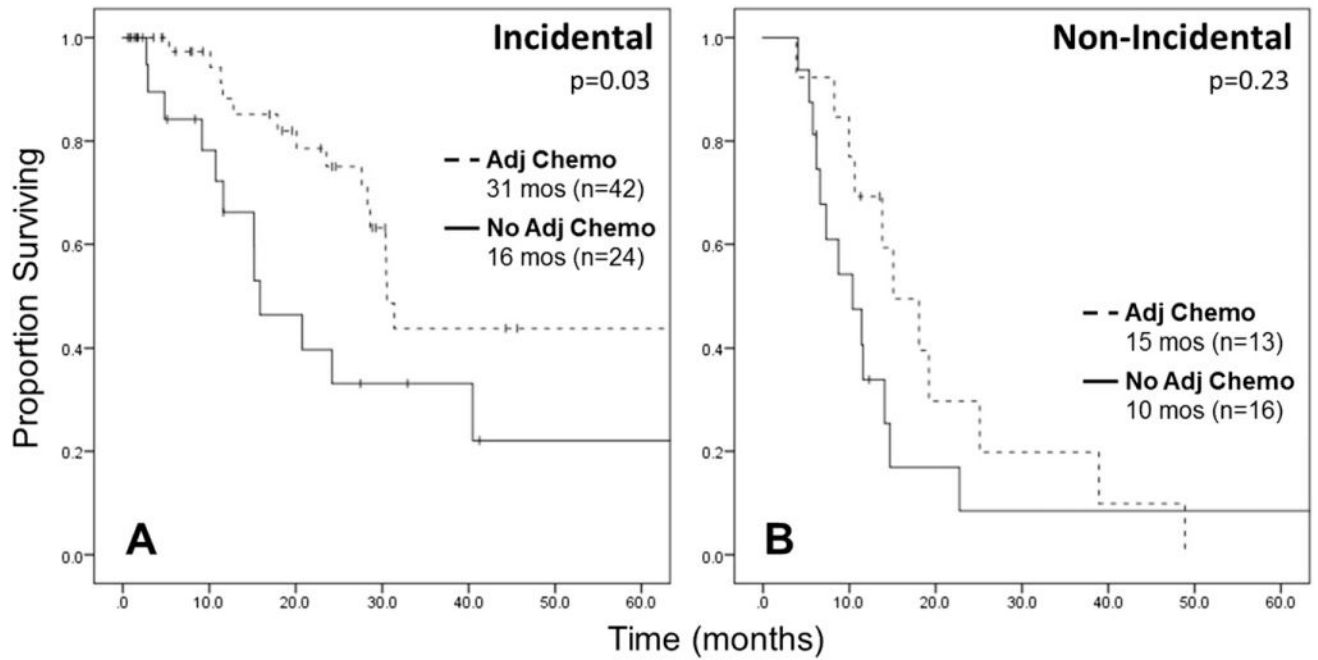 Proportion Surviving
Incidental
p=0.03
Adj Chemo
31 mos (n=42)
No Adj Chemo
16 mos (n=24)
A
1.0
0.8
0.6
0.4
0.2
0.0
.0 10.0 20.0 30.0 40.0 50.0 60.0
Non-Incidental
p=0.23
Adj Chemo
15 mos (n=13)
No Adj Chemo
10 mos (n=16)
B
1.0
0.8
0.6
0.4
0.2
0.0
.0 10.0 20.0 30.0 40.0 50.0 60.0
Time (months)